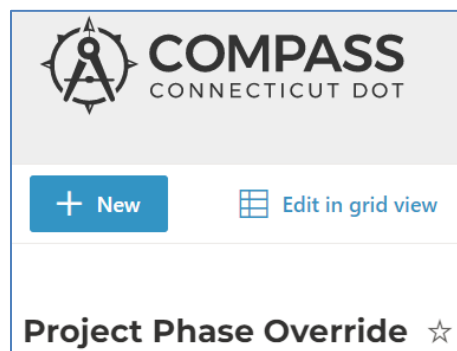 COMPASS
CONNECTICUT DOT
New
Edit in grid view
Project Phase Override